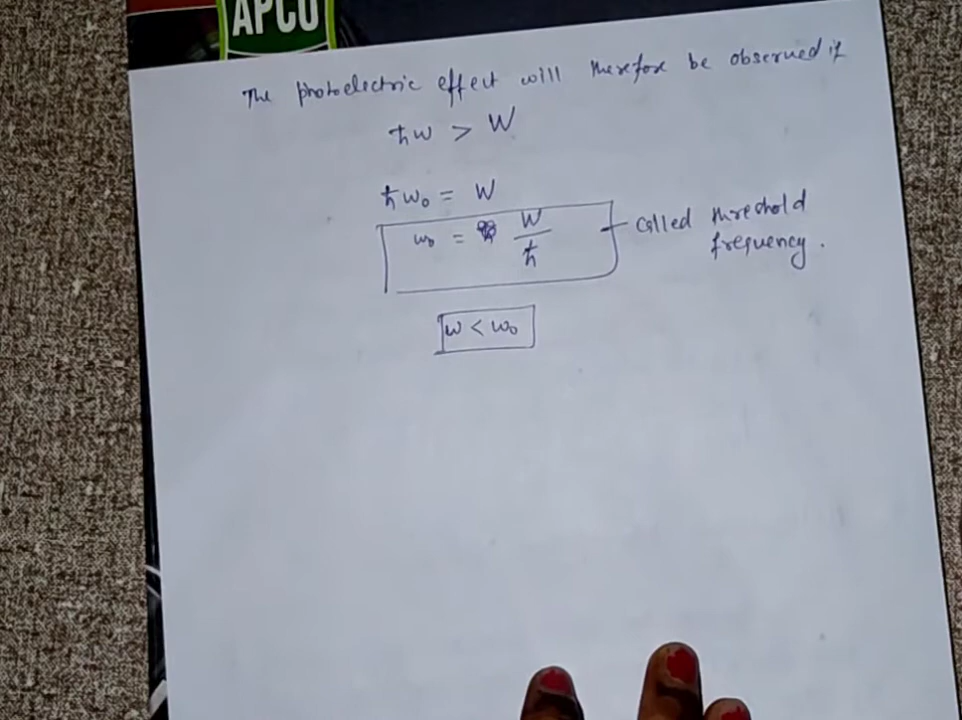 APCO
The photoelectric effect will therefore be observed if
ħω > W
ħω₀ = W
ω₀ = W/ħ called threshold
frequency.
ω < ω₀